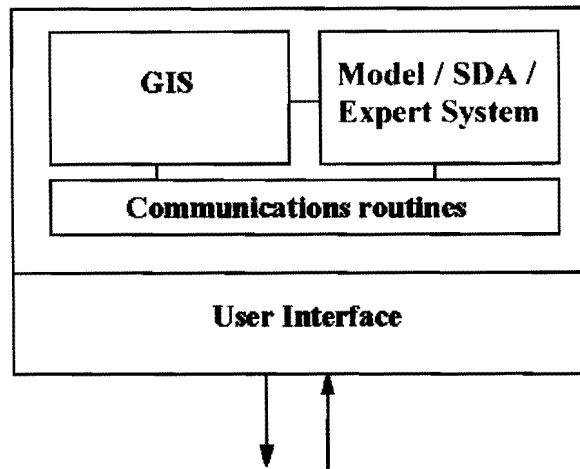 GIS
Model / SDA /
Expert System
Communications routines
User Interface